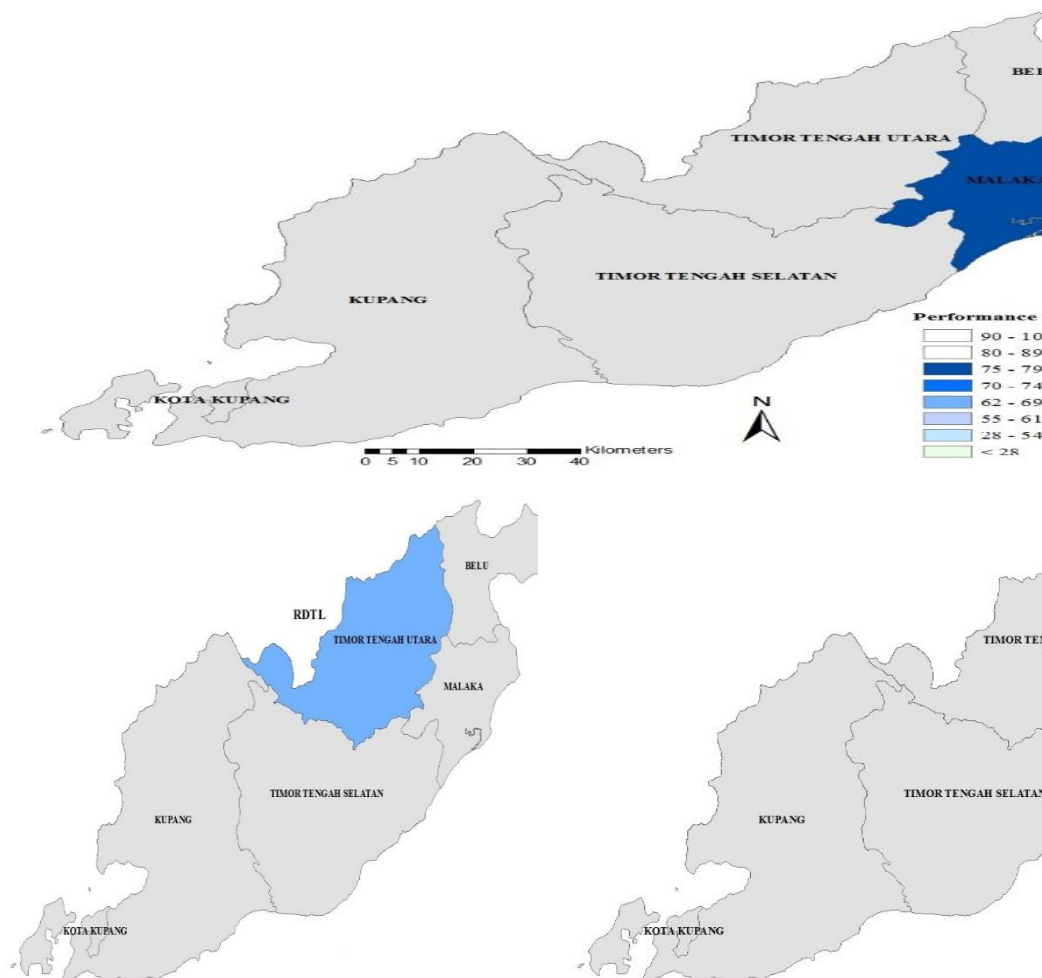 BEL
TIMOR TENGAH UTARA
MALAKA
TIMOR TENGAH SELATAN
KUPANG
KOTA KUPANG
Performance
90 - 10
80 - 89
75 - 79
70 - 74
62 - 69
55 - 61
28 - 54
< 28
N
Kilometers
0 5 10 20 30 40
BELU
RDTL
TIMOR TENGAH UTARA
MALAKA
TIMOR TENGAH SELATAN
KUPANG
KOTA KUPANG
TIMOR TEN
TIMOR TENGAH SELATAN
KUPANG
KOTA KUPANG